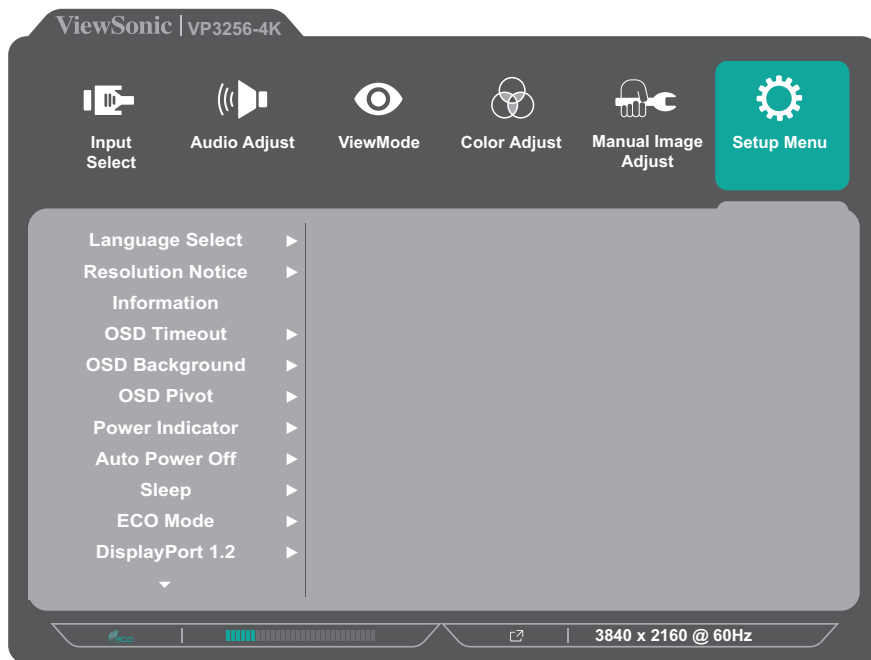 ViewSonic VP3256-4K
Input Select
Audio Adjust
ViewMode
Color Adjust
Manual Image Adjust
Setup Menu
Language Select
Resolution Notice
Information
OSD Timeout
OSD Background
OSD Pivot
Power Indicator
Auto Power Off
Sleep
ECO Mode
DisplayPort 1.2
eco
3840 x 2160 @ 60Hz